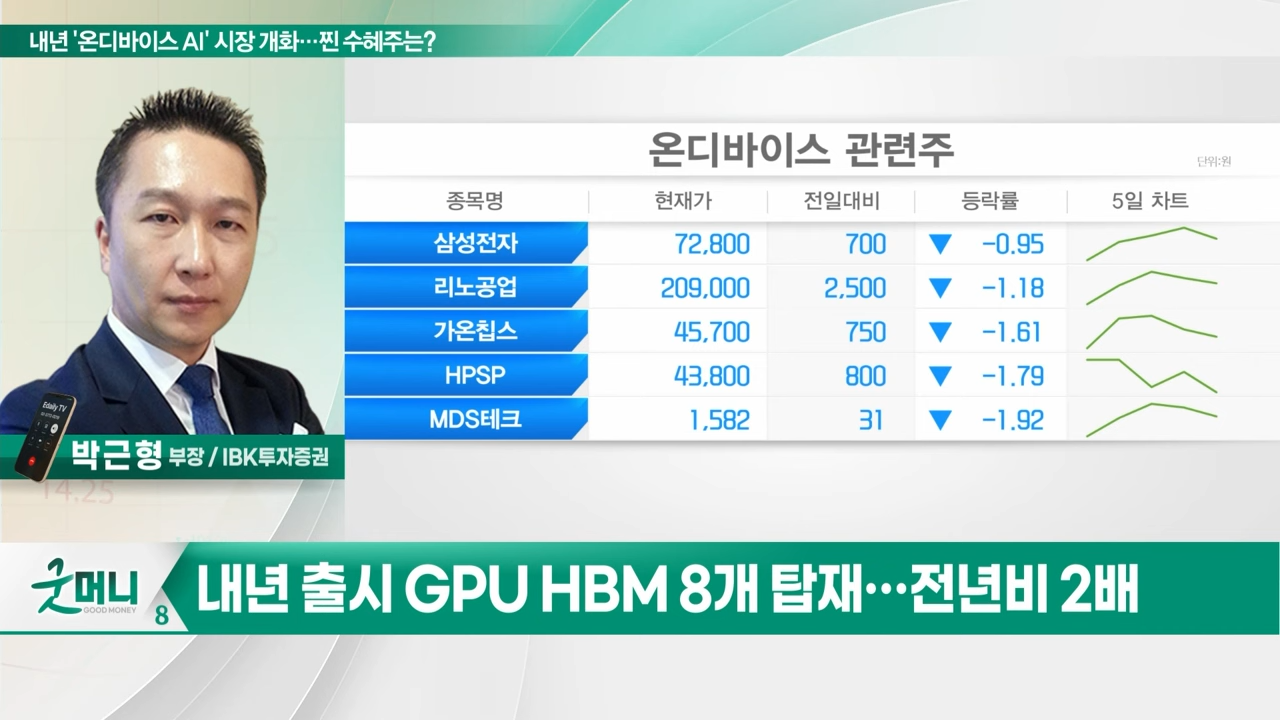 내년 '온디바이스 AI' 시장 개화…찐 수혜주는?
온디바이스 관련주
단위:원
종목명 현재가 전일대비 등락률 5일 차트
삼성전자 72,800 700 ▼ -0.95
리노공업 209,000 2,500 ▼ -1.18
가온칩스 45,700 750 ▼ -1.61
HPSP 43,800 800 ▼ -1.79
MDS테크 1,582 31 ▼ -1.92
Edaily TV
박근형 부장 / IBK투자증권
14.25
굿머니
GOOD MONEY
8
내년 출시 GPU HBM 8개 탑재…전년비 2배